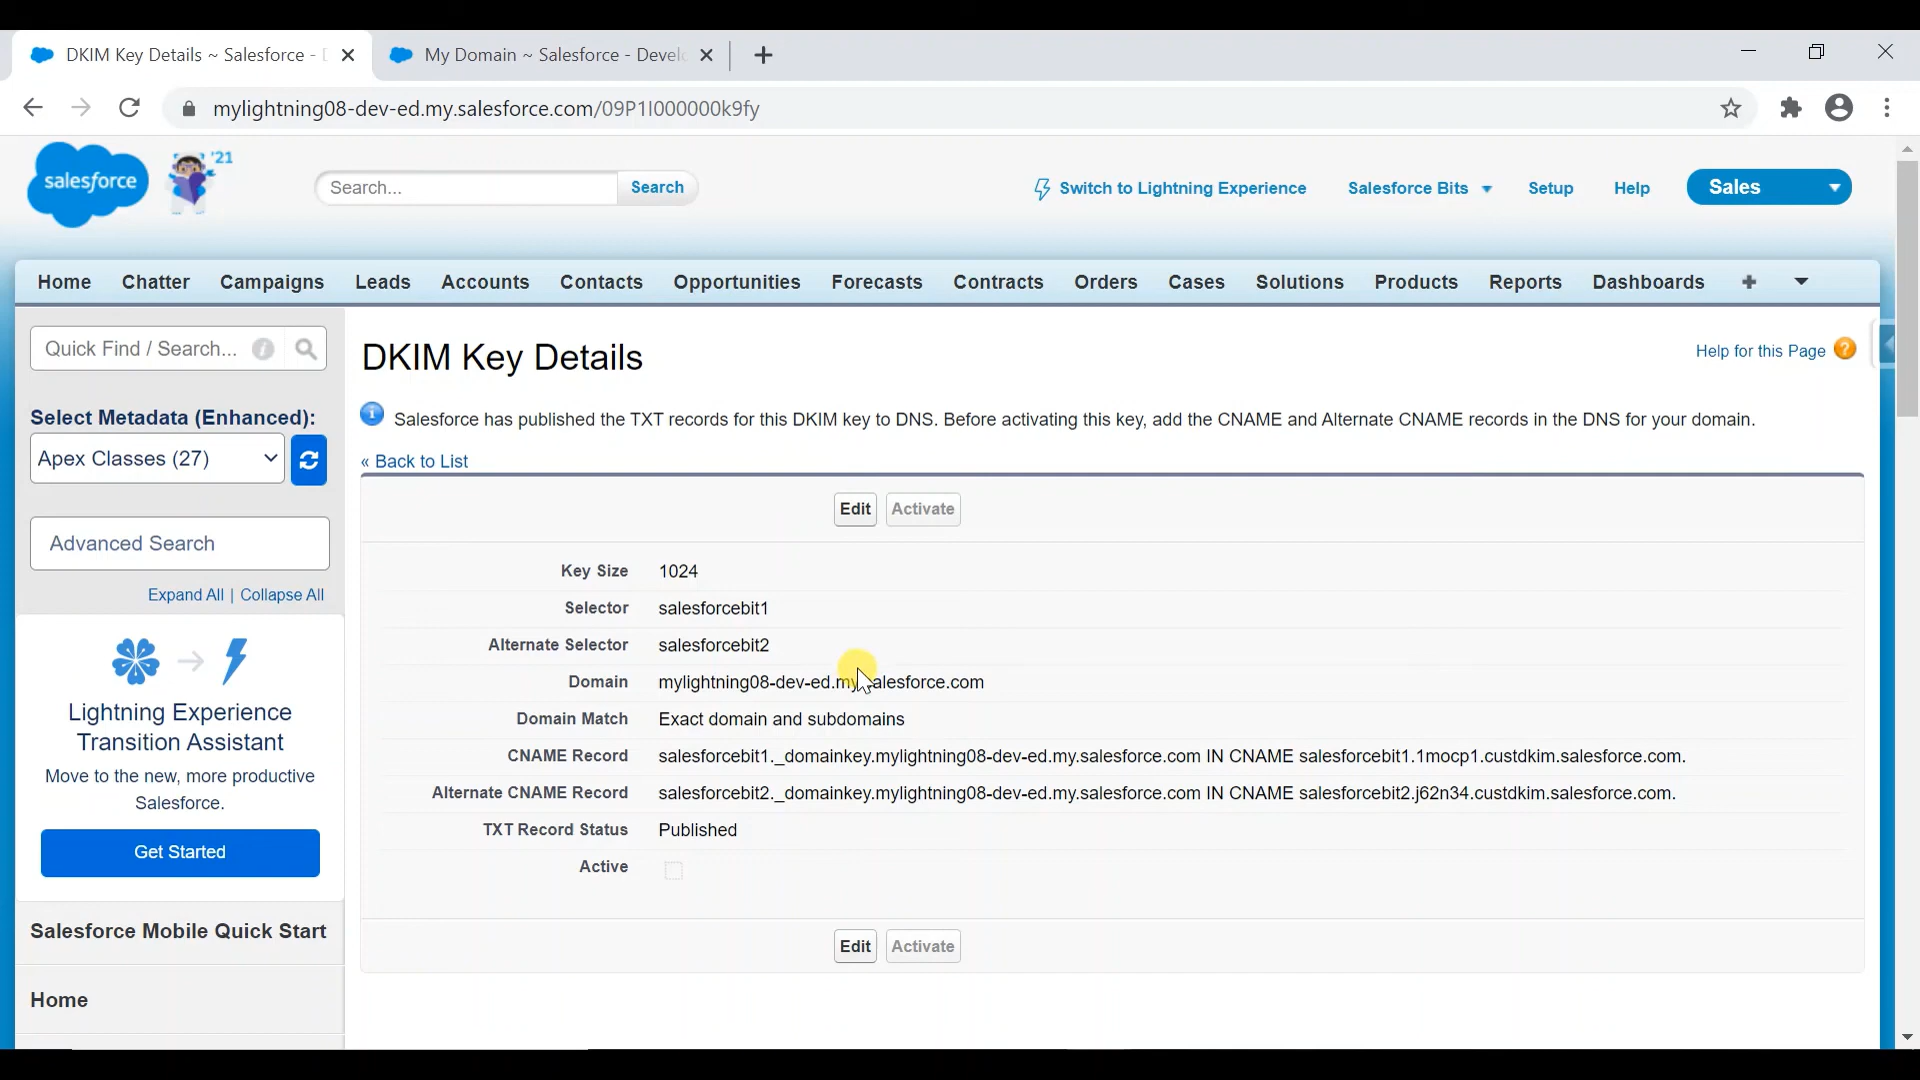 DKIM Key Details ~ Salesforce - D
My Domain ~ Salesforce - Develo
mylightning08-dev-ed.my.salesforce.com/09P1I000000k9fy
salesforce
'21
Search...
Search
Switch to Lightning Experience
Salesforce Bits
Setup
Help
Sales
Home Chatter Campaigns Leads Accounts Contacts Opportunities Forecasts Contracts Orders Cases Solutions Products Reports Dashboards
Quick Find / Search...
Select Metadata (Enhanced):
Apex Classes (27)
Advanced Search
Expand All | Collapse All
Lightning Experience
Transition Assistant
Move to the new, more productive
Salesforce.
Get Started
Salesforce Mobile Quick Start
Home
DKIM Key Details
Help for this Page
Salesforce has published the TXT records for this DKIM key to DNS. Before activating this key, add the CNAME and Alternate CNAME records in the DNS for your domain.
« Back to List
Edit Activate
Key Size 1024
Selector salesforcebit1
Alternate Selector salesforcebit2
Domain mylightning08-dev-ed.my.salesforce.com
Domain Match Exact domain and subdomains
CNAME Record salesforcebit1._domainkey.mylightning08-dev-ed.my.salesforce.com IN CNAME salesforcebit1.1mocp1.custdkim.salesforce.com.
Alternate CNAME Record salesforcebit2._domainkey.mylightning08-dev-ed.my.salesforce.com IN CNAME salesforcebit2.j62n34.custdkim.salesforce.com.
TXT Record Status Published
Active
Edit Activate